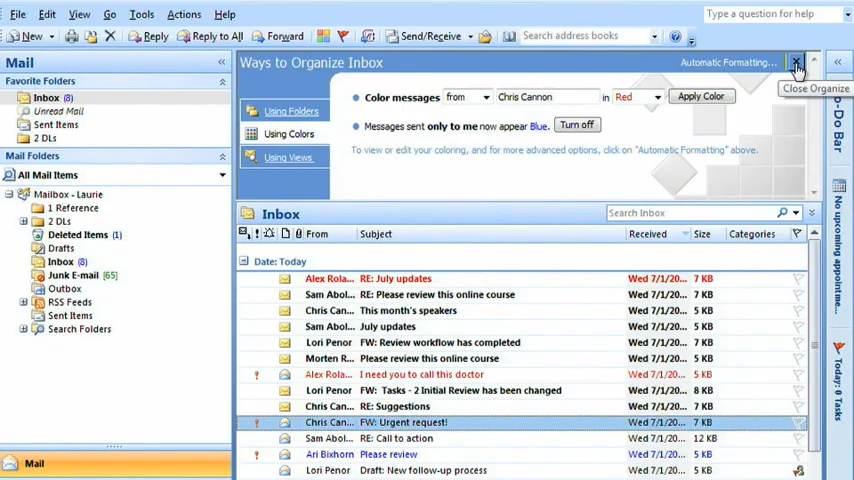 File Edit View Go Tools Actions Help Type a question for help
New Reply Reply to All Forward Send/Receive Search address books
Mail
Favorite Folders
Inbox (8)
Unread Mail
Sent Items
2 DLs
Mail Folders
All Mail Items
Mailbox - Laurie
1 Reference
2 DLs
Deleted Items (1)
Drafts
Inbox (8)
Junk E-mail [65]
Outbox
RSS Feeds
Sent Items
Search Folders
Mail
Ways to Organize Inbox Automatic Formatting...
Close Organize
Using Folders
Using Colors
Using Views
Color messages from Chris Cannon in Red Apply Color
Messages sent only to me now appear Blue. Turn off
To view or edit your coloring, and for more advanced options, click on "Automatic Formatting" above.
Inbox Search Inbox
From Subject Received Size Categories
Date: Today
Alex Rola... RE: July updates Wed 7/1/20... 7 KB
Sam Abol... RE: Please review this online course Wed 7/1/20... 5 KB
Chris Can... This month's speakers Wed 7/1/20... 5 KB
Sam Abol... July updates Wed 7/1/20... 5 KB
Lori Penor FW: Review workflow has completed Wed 7/1/20... 7 KB
Morten R... Please review this online course Wed 7/1/20... 5 KB
Alex Rola... I need you to call this doctor Wed 7/1/20... 5 KB
Lori Penor FW: Tasks - 2 Initial Review has been changed Wed 7/1/20... 8 KB
Chris Can... RE: Suggestions Wed 7/1/20... 7 KB
Chris Can... FW: Urgent request! Wed 7/1/20... 7 KB
Sam Abol... RE: Call to action Wed 7/1/20... 12 KB
Ari Bixhorn Please review Wed 7/1/20... 5 KB
Lori Penor Draft: New follow-up process Wed 7/1/20... 5 KB
o-Do Bar
No upcoming appointme...
Today: 0 Tasks